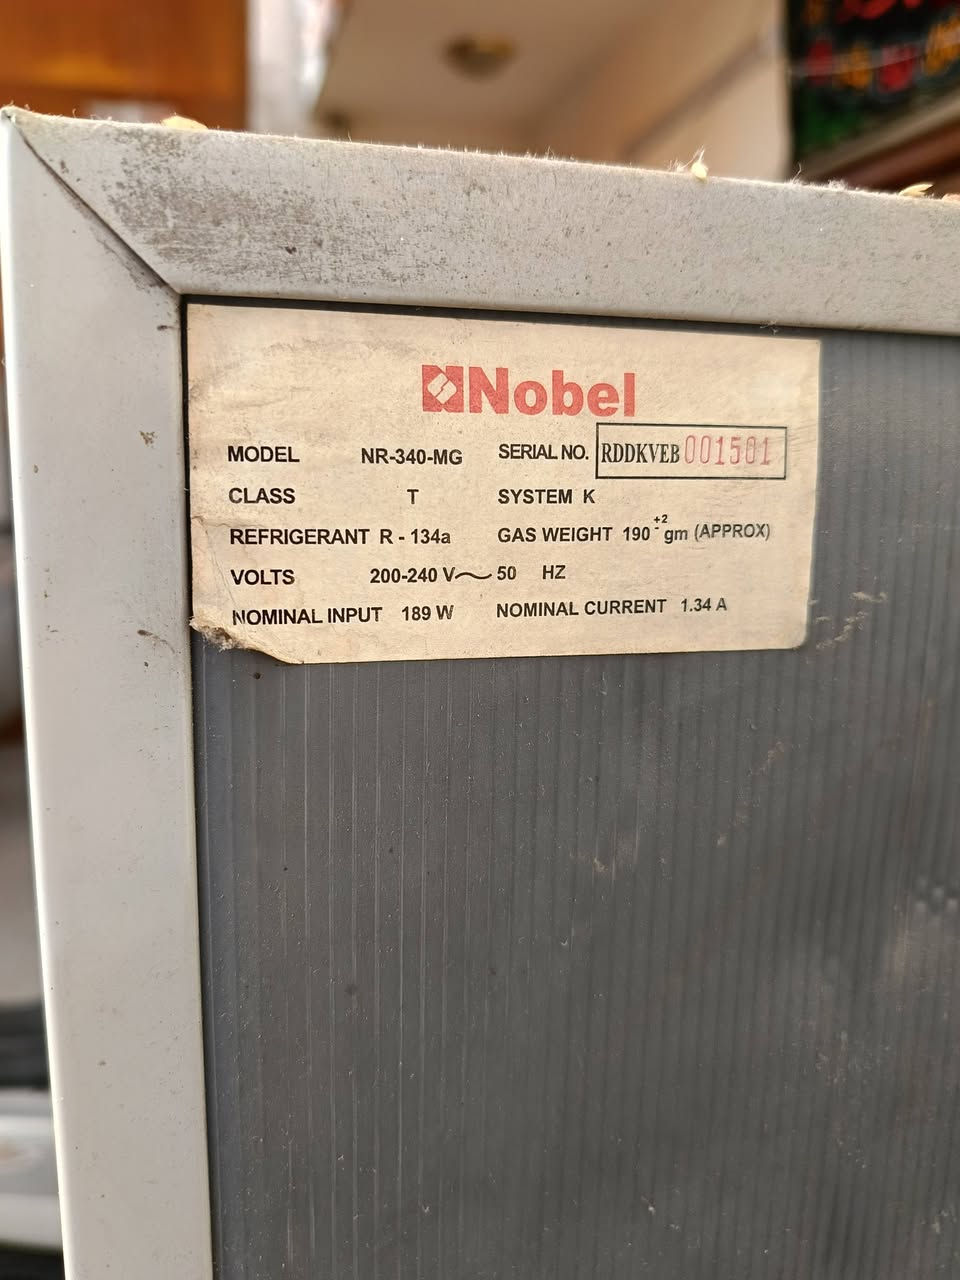 Nobel
MODEL NR-340-MG SERIAL NO. RDDKVEB 001501
CLASS T SYSTEM K
REFRIGERANT R - 134a GAS WEIGHT 190 +2 - gm (APPROX)
VOLTS 200-240 V~ 50 HZ
NOMINAL INPUT 189 W NOMINAL CURRENT 1.34 A